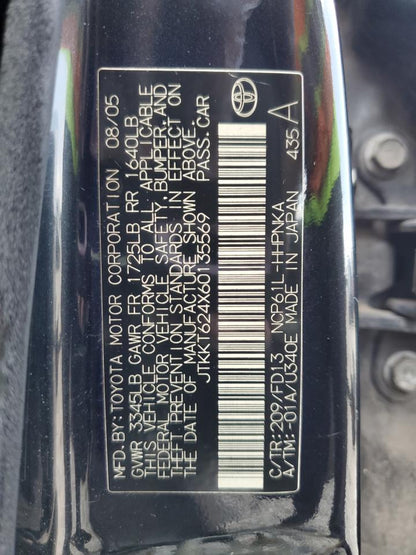 MFD.BY:TOYOTA MOTOR CORPORATION 08/05
GVWR 3345LB GAWR FR 1725LB RR 1640LB
THIS VEHICLE CONFORMS TO ALL APPLICABLE
FEDERAL MOTOR VEHICLE SAFETY, BUMPER, AND
THEFT PREVENTION STANDARDS IN EFFECT ON
THE DATE OF MANUFACTURE SHOWN ABOVE.
JTKKT624X60135569 PASS.CAR
C/TR:209/FD13 NCP61L-HHPNKA 435 A
A/TM:-01A/U340E MADE IN JAPAN